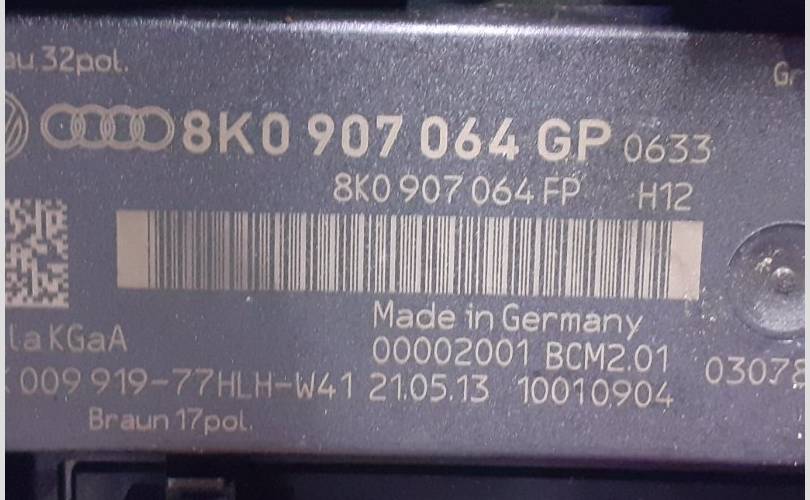 au 32pol.
8K0 907 064 GP 0633
8K0 907 064 FP H12
Made in Germany
la KGaA
00002001 BCM2.01
03078
009 919-77HLH-W41 21.05.13 10010904
Braun 17pol.